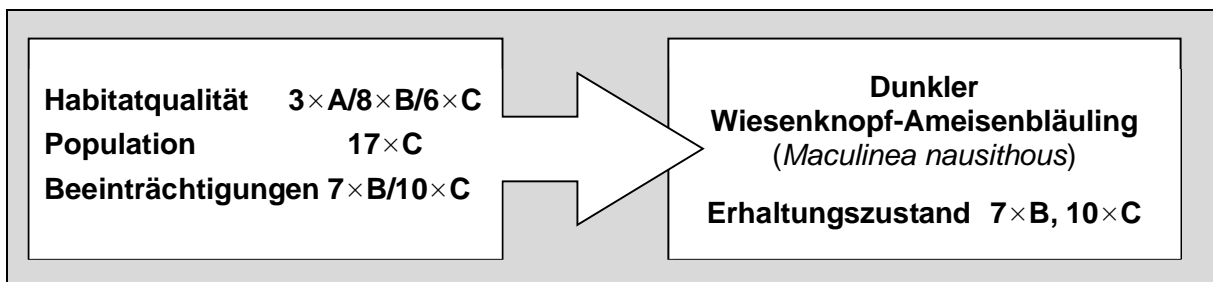 Habitatqualität 3×A/8×B/6×C
Population 17×C
Beeinträchtigungen 7×B/10×C
Dunkler
Wiesenknopf-Ameisenbläuling
(Maculinea nausithous)
Erhaltungszustand 7×B, 10×C